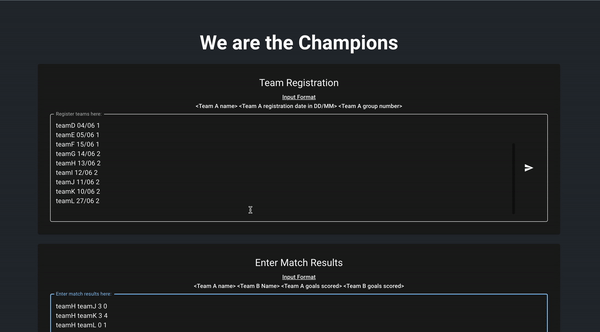 We are the Champions
Team Registration
Input Format
<Team A name> <Team A registration date in DD/MM> <Team A group number>
Register teams here:
teamD 04/06 1
teamE 05/06 1
teamF 15/06 1
teamG 14/06 2
teamH 13/06 2
teamI 12/06 2
teamJ 11/06 2
teamK 10/06 2
teamL 27/06 2
Enter Match Results
Input Format
<Team A name> <Team B Name> <Team A goals scored> <Team B goals scored>
Enter match results here:
teamH teamJ 3 0
teamH teamK 3 4
teamH teamL 0 1